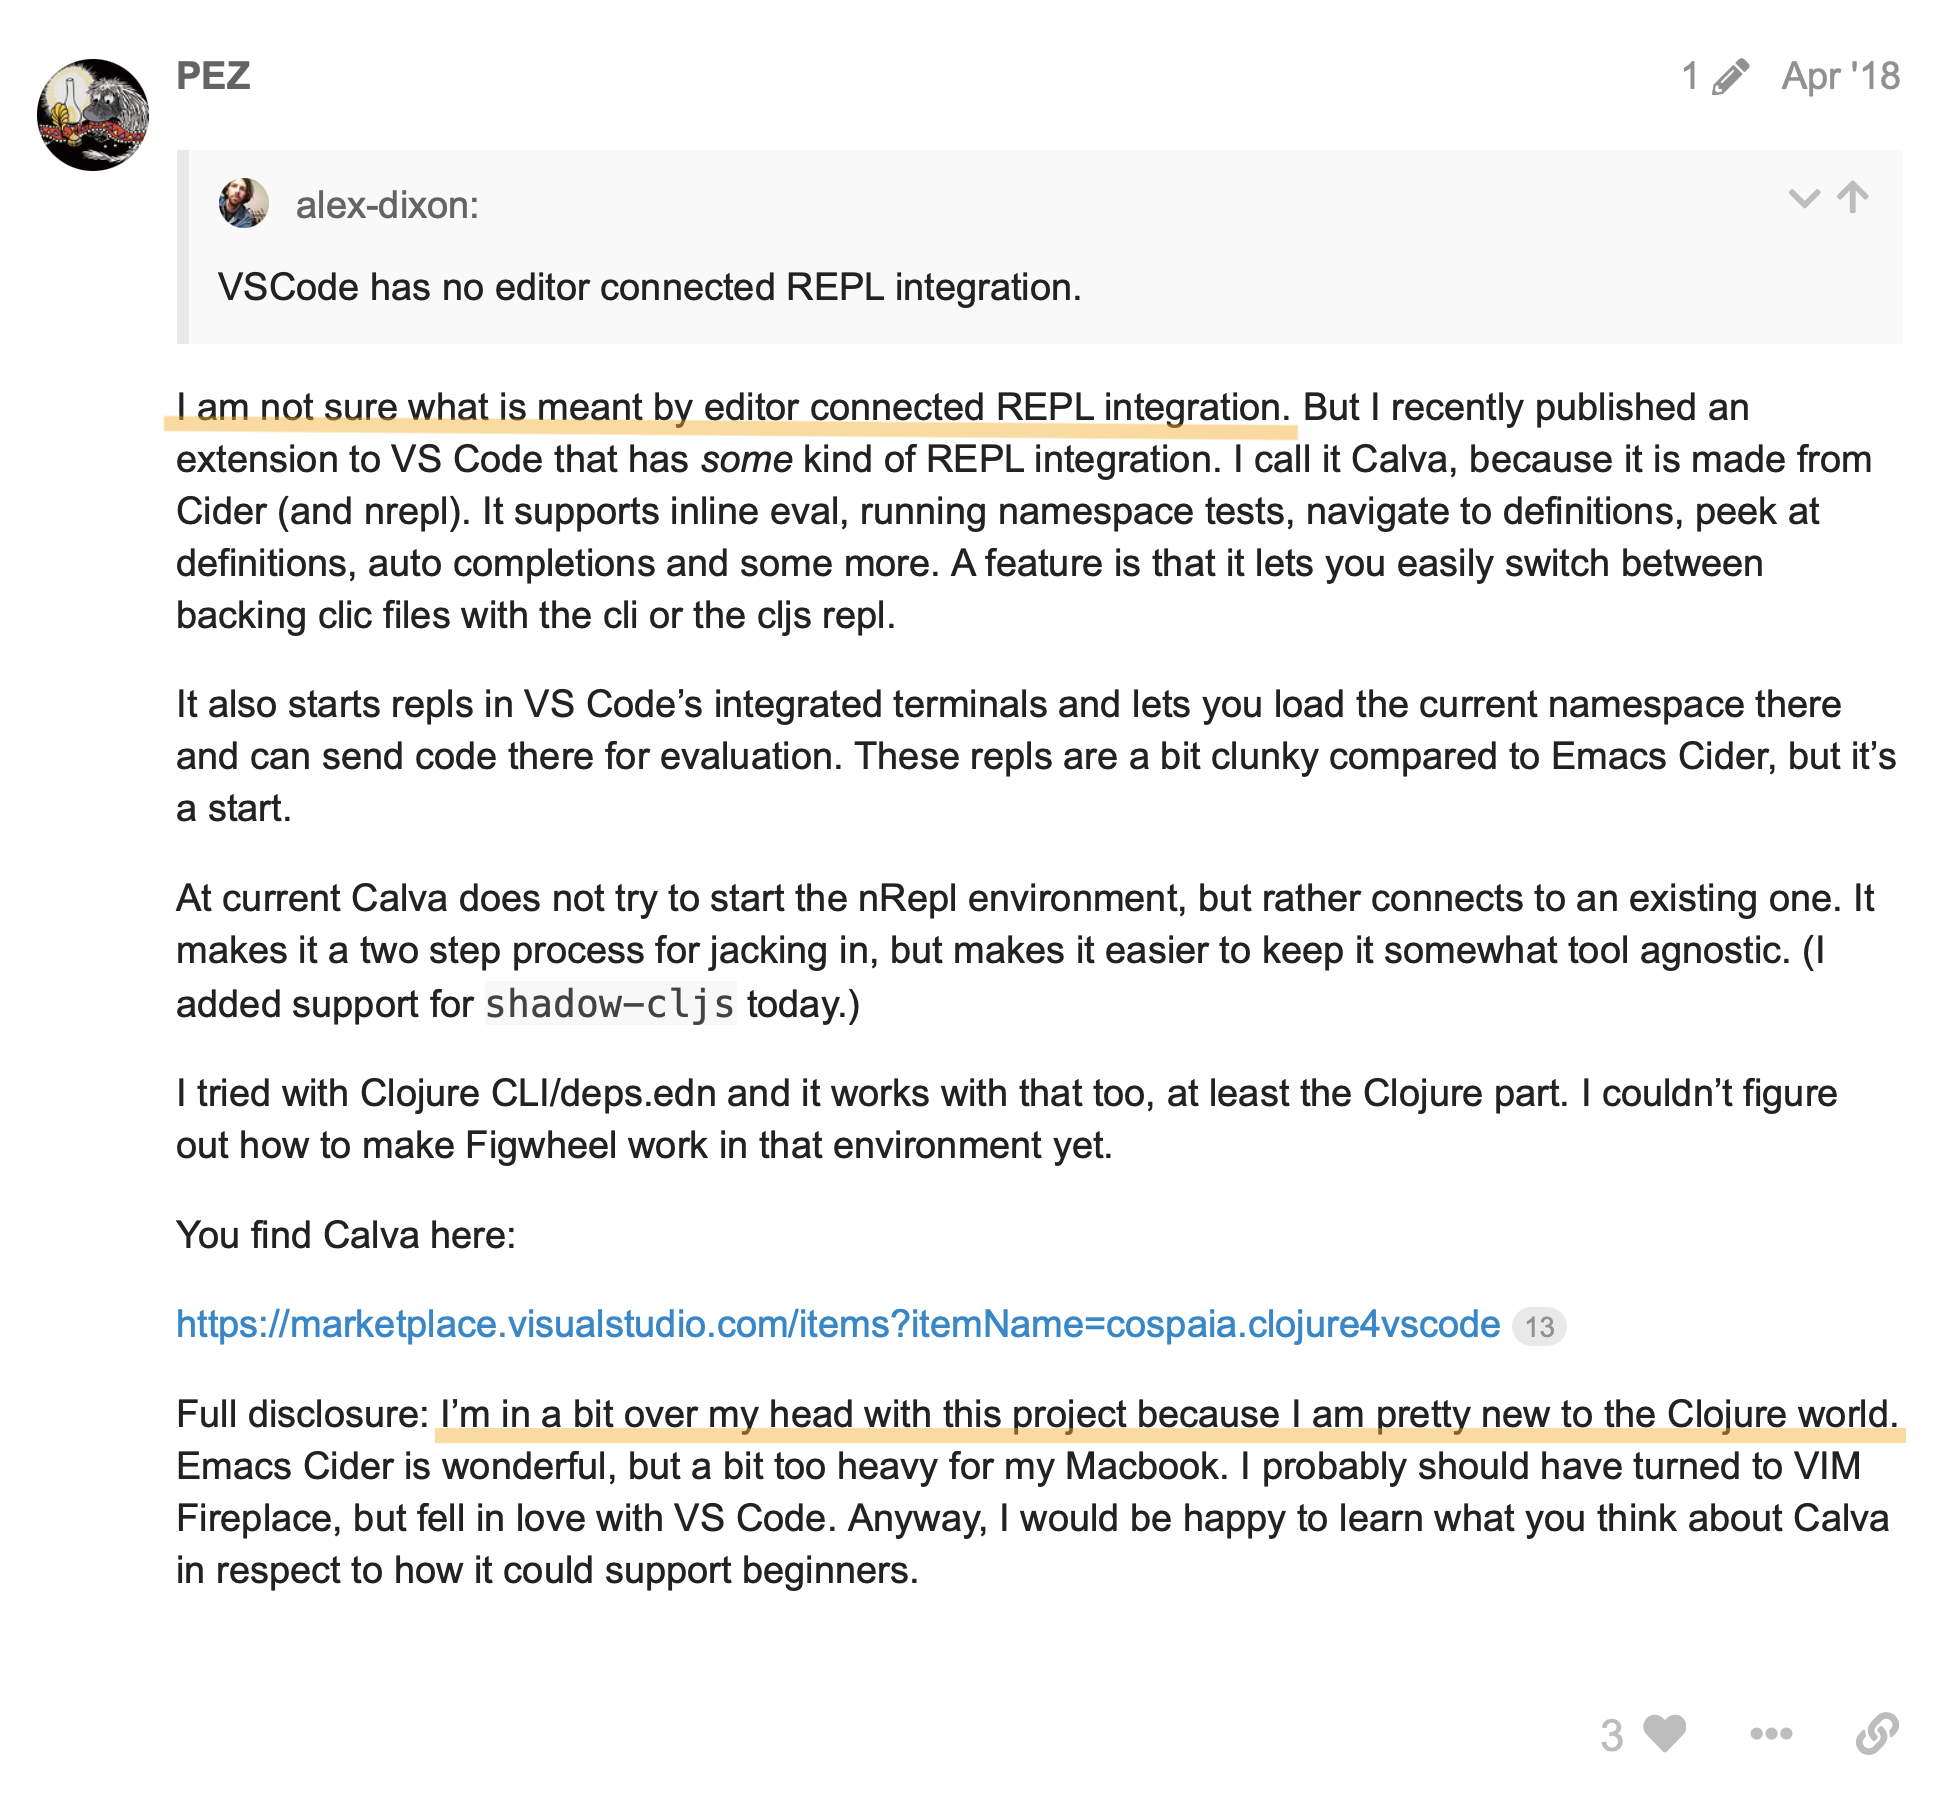 PEZ
1 Apr '18
alex-dixon:
VSCode has no editor connected REPL integration.
I am not sure what is meant by editor connected REPL integration. But I recently published an
extension to VS Code that has some kind of REPL integration. I call it Calva, because it is made from
Cider (and nrepl). It supports inline eval, running namespace tests, navigate to definitions, peek at
definitions, auto completions and some more. A feature is that it lets you easily switch between
backing clic files with the cli or the cljs repl.
It also starts repls in VS Code’s integrated terminals and lets you load the current namespace there
and can send code there for evaluation. These repls are a bit clunky compared to Emacs Cider, but it’s
a start.
At current Calva does not try to start the nRepl environment, but rather connects to an existing one. It
makes it a two step process for jacking in, but makes it easier to keep it somewhat tool agnostic. (I
added support for shadow-cljs today.)
I tried with Clojure CLI/deps.edn and it works with that too, at least the Clojure part. I couldn’t figure
out how to make Figwheel work in that environment yet.
You find Calva here:
https://marketplace.visualstudio.com/items?itemName=cospaia.clojure4vscode 13
Full disclosure: I’m in a bit over my head with this project because I am pretty new to the Clojure world.
Emacs Cider is wonderful, but a bit too heavy for my Macbook. I probably should have turned to VIM
Fireplace, but fell in love with VS Code. Anyway, I would be happy to learn what you think about Calva
in respect to how it could support beginners.
3